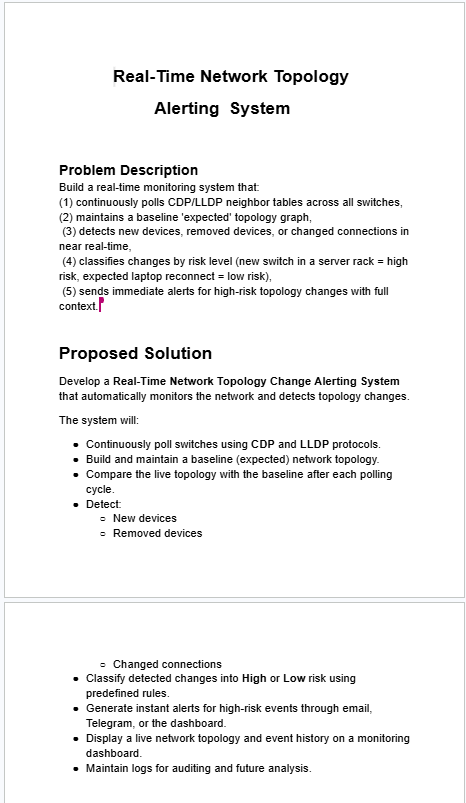 Real-Time Network Topology
Alerting System
Problem Description
Build a real-time monitoring system that:
(1) continuously polls CDP/LLDP neighbor tables across all switches,
(2) maintains a baseline 'expected' topology graph,
(3) detects new devices, removed devices, or changed connections in
near real-time,
(4) classifies changes by risk level (new switch in a server rack = high
risk, expected laptop reconnect = low risk),
(5) sends immediate alerts for high-risk topology changes with full
context.
Proposed Solution
Develop a Real-Time Network Topology Change Alerting System
that automatically monitors the network and detects topology changes.
The system will:
• Continuously poll switches using CDP and LLDP protocols.
• Build and maintain a baseline (expected) network topology.
• Compare the live topology with the baseline after each polling
cycle.
• Detect:
○ New devices
○ Removed devices
○ Changed connections
• Classify detected changes into High or Low risk using
predefined rules.
• Generate instant alerts for high-risk events through email,
Telegram, or the dashboard.
• Display a live network topology and event history on a monitoring
dashboard.
• Maintain logs for auditing and future analysis.